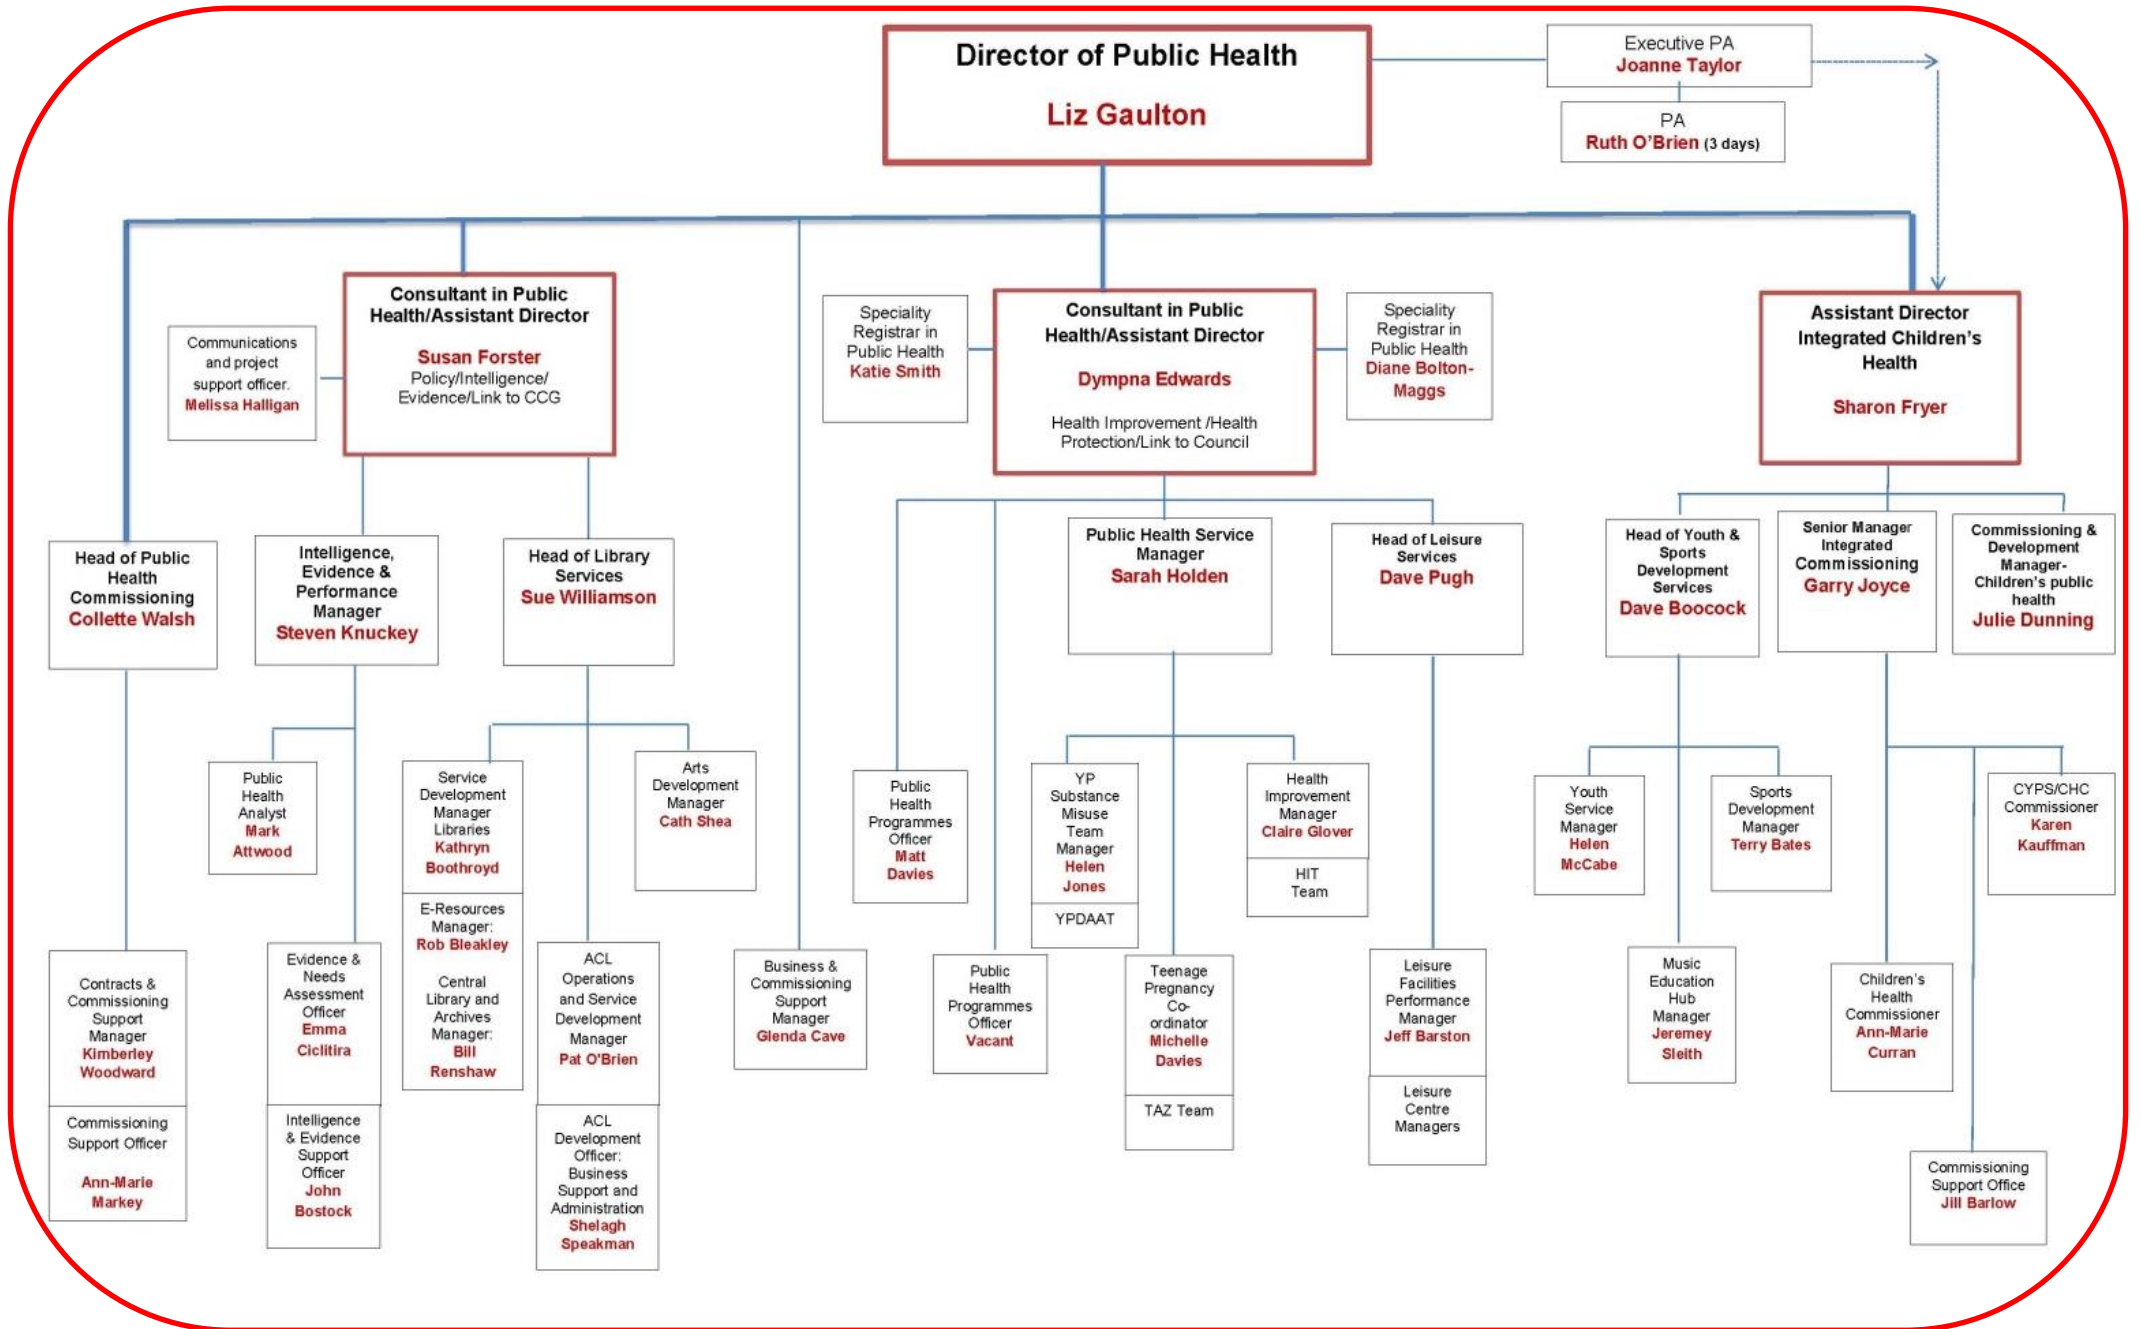 Director of Public Health
Liz Gaulton
Executive PA
Joanne Taylor
PA
Ruth O'Brien (3 days)
Communications
and project
support officer.
Melissa Halligan
Consultant in Public
Health/Assistant Director
Susan Forster
Policy/Intelligence/
Evidence/Link to CCG
Speciality
Registrar in
Public Health
Katie Smith
Consultant in Public
Health/Assistant Director
Dympna Edwards
Health Improvement /Health
Protection/Link to Council
Speciality
Registrar in
Public Health
Diane Bolton-
Maggs
Assistant Director
Integrated Children's
Health
Sharon Fryer
Head of Public
Health
Commissioning
Collette Walsh
Intelligence,
Evidence &
Performance
Manager
Steven Knuckey
Head of Library
Services
Sue Williamson
Public Health Service
Manager
Sarah Holden
Head of Leisure
Services
Dave Pugh
Head of Youth &
Sports
Development
Services
Dave Boocock
Senior Manager
Integrated
Commissioning
Garry Joyce
Commissioning &
Development
Manager-
Children's public
health
Julie Dunning
Public
Health
Analyst
Mark
Attwood
Service
Development
Manager
Libraries
Kathryn
Boothroyd
E-Resources
Manager:
Rob Bleakley
Central
Library and
Archives
Manager:
Bill
Renshaw
Arts
Development
Manager
Cath Shea
Public
Health
Programmes
Officer
Matt
Davies
YP
Substance
Misuse
Team
Manager
Helen
Jones
YPDAAT
Health
Improvement
Manager
Claire Glover
HIT
Team
Youth
Service
Manager
Helen
McCabe
Sports
Development
Manager
Terry Bates
CYPS/CHC
Commissioner
Karen
Kauffman
Contracts &
Commissioning
Support
Manager
Kimberley
Woodward
Commissioning
Support Officer
Ann-Marie
Markey
Evidence &
Needs
Assessment
Officer
Emma
Ciclitira
Intelligence
& Evidence
Support
Officer
John
Bostock
ACL
Operations
and Service
Development
Manager
Pat O'Brien
ACL
Development
Officer:
Business
Support and
Administration
Shelagh
Speakman
Business &
Commissioning
Support
Manager
Glenda Cave
Public
Health
Programmes
Officer
Vacant
Teenage
Pregnancy
Co-
ordinator
Michelle
Davies
TAZ Team
Leisure
Facilities
Performance
Manager
Jeff Barston
Leisure
Centre
Managers
Music
Education
Hub
Manager
Jeremey
Sleith
Children's
Health
Commissioner
Ann-Marie
Curran
Commissioning
Support Office
Jill Barlow